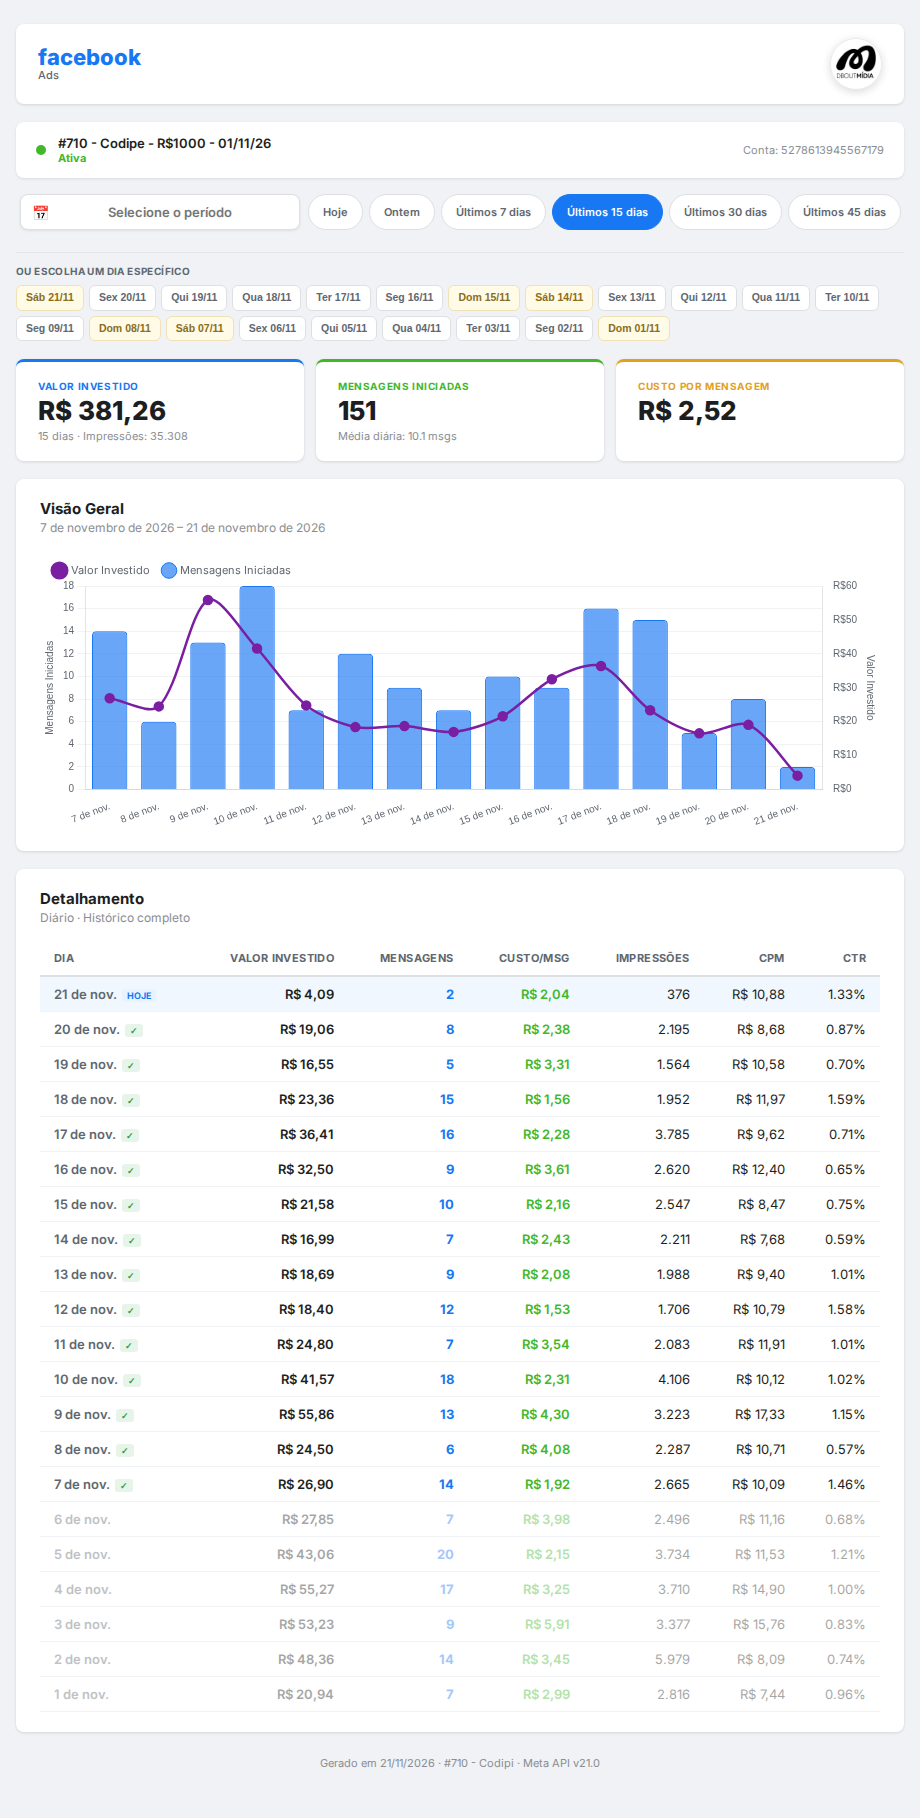 facebook
Ads
DBOUTMÍDIA
#710 - Codipe - R$1000 - 01/11/26
Ativa
Conta: 5278613945567179
📅 Selecione o período
Hoje
Ontem
Últimos 7 dias
Últimos 15 dias
Últimos 30 dias
Últimos 45 dias
OU ESCOLHA UM DIA ESPECÍFICO
Sáb 21/11 Sex 20/11 Qui 19/11 Qua 18/11 Ter 17/11 Seg 16/11 Dom 15/11 Sáb 14/11 Sex 13/11 Qui 12/11 Qua 11/11 Ter 10/11
Seg 09/11 Dom 08/11 Sáb 07/11 Sex 06/11 Qui 05/11 Qua 04/11 Ter 03/11 Seg 02/11 Dom 01/11
VALOR INVESTIDO
R$ 381,26
15 dias · Impressões: 35.308
MENSAGENS INICIADAS
151
Média diária: 10.1 msgs
CUSTO POR MENSAGEM
R$ 2,52
Visão Geral
7 de novembro de 2026 – 21 de novembro de 2026
Valor Investido Mensagens Iniciadas
Mensagens Iniciadas
18
16
14
12
10
8
6
4
2
0
R$60
R$50
R$40
R$30
R$20
R$10
R$0
Valor Investido
7 de nov. 8 de nov. 9 de nov. 10 de nov. 11 de nov. 12 de nov. 13 de nov. 14 de nov. 15 de nov. 16 de nov. 17 de nov. 18 de nov. 19 de nov. 20 de nov. 21 de nov.
Detalhamento
Diário · Histórico completo
DIA VALOR INVESTIDO MENSAGENS CUSTO/MSG IMPRESSÕES CPM CTR
21 de nov. HOJE R$ 4,09 2 R$ 2,04 376 R$ 10,88 1.33%
20 de nov. ✓ R$ 19,06 8 R$ 2,38 2.195 R$ 8,68 0.87%
19 de nov. ✓ R$ 16,55 5 R$ 3,31 1.564 R$ 10,58 0.70%
18 de nov. ✓ R$ 23,36 15 R$ 1,56 1.952 R$ 11,97 1.59%
17 de nov. ✓ R$ 36,41 16 R$ 2,28 3.785 R$ 9,62 0.71%
16 de nov. ✓ R$ 32,50 9 R$ 3,61 2.620 R$ 12,40 0.65%
15 de nov. ✓ R$ 21,58 10 R$ 2,16 2.547 R$ 8,47 0.75%
14 de nov. ✓ R$ 16,99 7 R$ 2,43 2.211 R$ 7,68 0.59%
13 de nov. ✓ R$ 18,69 9 R$ 2,08 1.988 R$ 9,40 1.01%
12 de nov. ✓ R$ 18,40 12 R$ 1,53 1.706 R$ 10,79 1.58%
11 de nov. ✓ R$ 24,80 7 R$ 3,54 2.083 R$ 11,91 1.01%
10 de nov. ✓ R$ 41,57 18 R$ 2,31 4.106 R$ 10,12 1.02%
9 de nov. ✓ R$ 55,86 13 R$ 4,30 3.223 R$ 17,33 1.15%
8 de nov. ✓ R$ 24,50 6 R$ 4,08 2.287 R$ 10,71 0.57%
7 de nov. ✓ R$ 26,90 14 R$ 1,92 2.665 R$ 10,09 1.46%
6 de nov. R$ 27,85 7 R$ 3,98 2.496 R$ 11,16 0.68%
5 de nov. R$ 43,06 20 R$ 2,15 3.734 R$ 11,53 1.21%
4 de nov. R$ 55,27 17 R$ 3,25 3.710 R$ 14,90 1.00%
3 de nov. R$ 53,23 9 R$ 5,91 3.377 R$ 15,76 0.83%
2 de nov. R$ 48,36 14 R$ 3,45 5.979 R$ 8,09 0.74%
1 de nov. R$ 20,94 7 R$ 2,99 2.816 R$ 7,44 0.96%
Gerado em 21/11/2026 · #710 - Codipi · Meta API v21.0